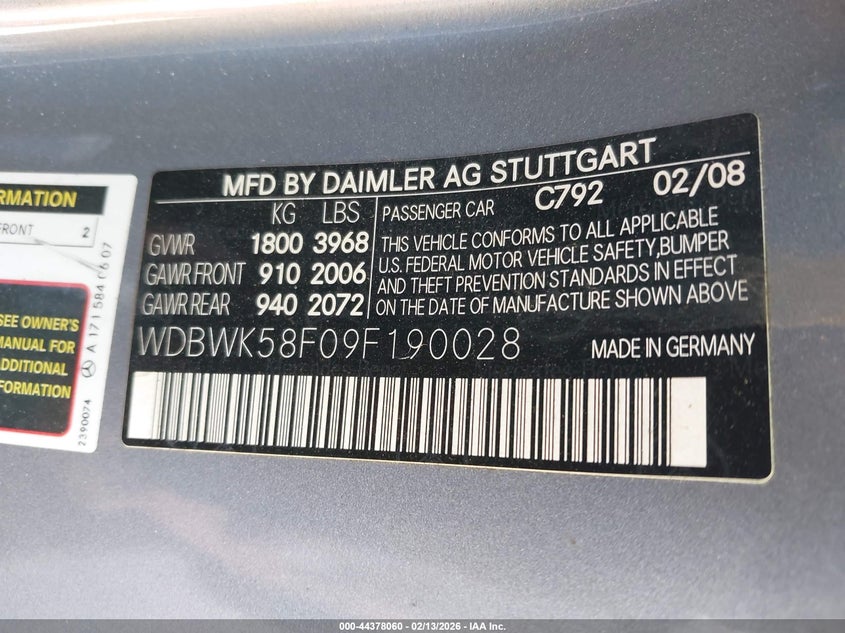 RMATION
FRONT 2
SEE OWNER'S
MANUAL FOR
ADDITIONAL
FORMATION
2390074 A 171 584 07
MFD BY DAIMLER AG STUTTGART
KG LBS PASSENGER CAR C792 02/08
GVWR 1800 3968
GAWR FRONT 910 2006
GAWR REAR 940 2072
THIS VEHICLE CONFORMS TO ALL APPLICABLE
U.S. FEDERAL MOTOR VEHICLE SAFETY,BUMPER
AND THEFT PREVENTION STANDARDS IN EFFECT
ON THE DATE OF MANUFACTURE SHOWN ABOVE
WDBWK58F09F190028 MADE IN GERMANY
000-44378060 - 02/13/2026 - IAA Inc.